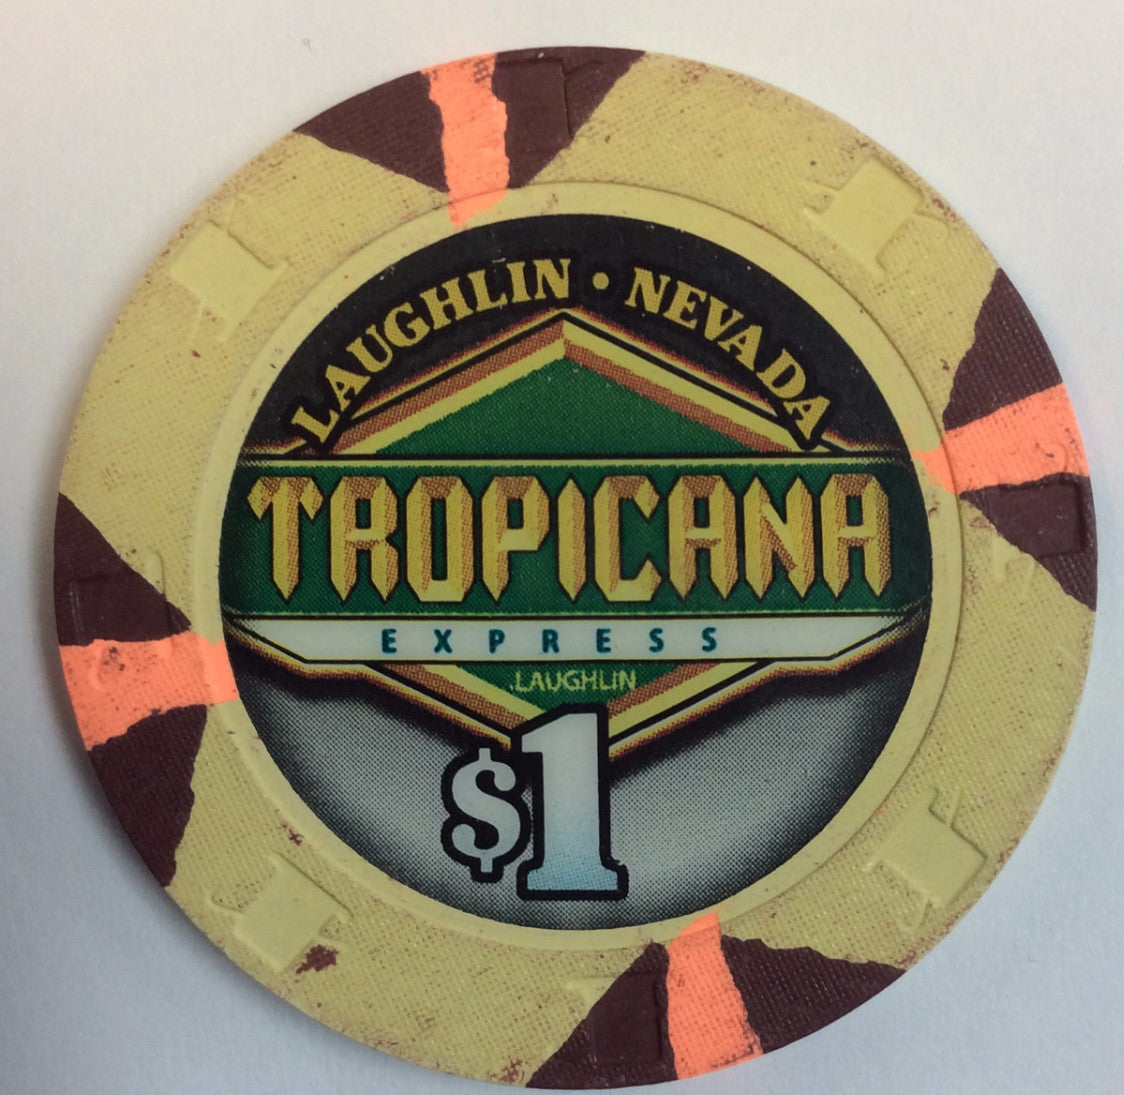 LAUGHLIN • NEVADA
TROPICANA
EXPRESS
LAUGHLIN
$1